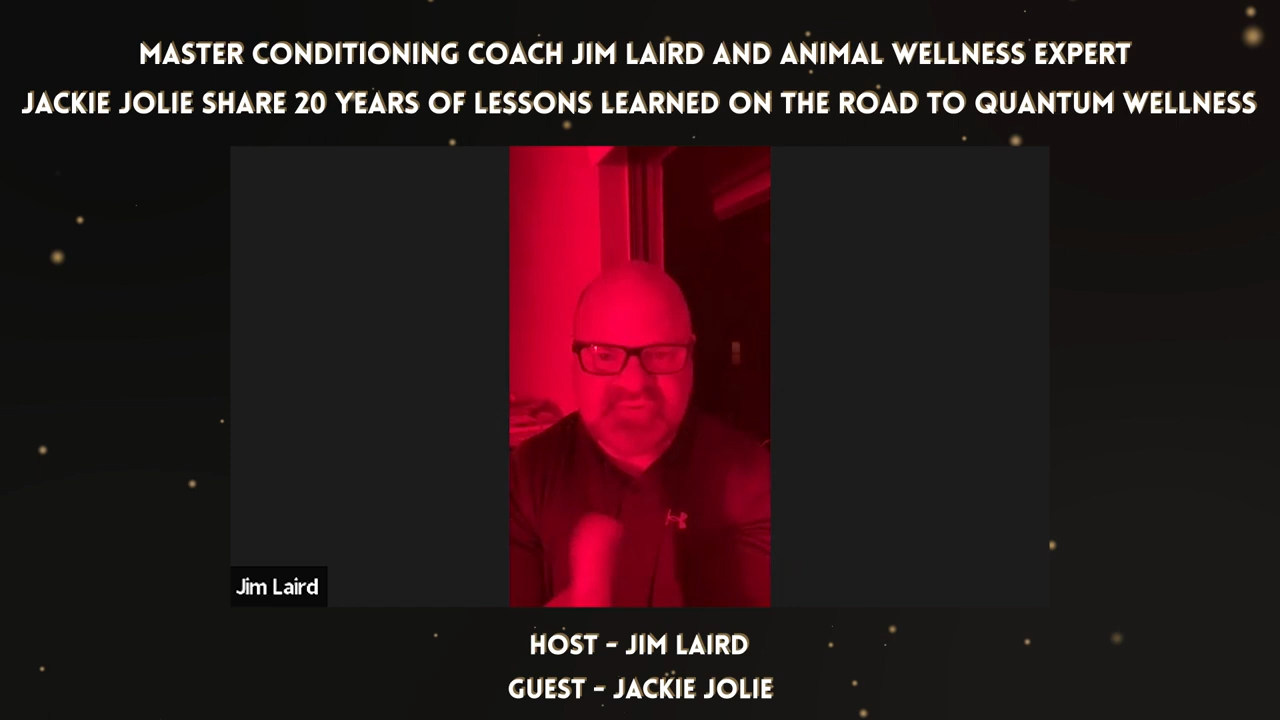 MASTER CONDITIONING COACH JIM LAIRD AND ANIMAL WELLNESS EXPERT
JACKIE JOLIE SHARE 20 YEARS OF LESSONS LEARNED ON THE ROAD TO QUANTUM WELLNESS
Jim Laird
HOST - JIM LAIRD
GUEST - JACKIE JOLIE